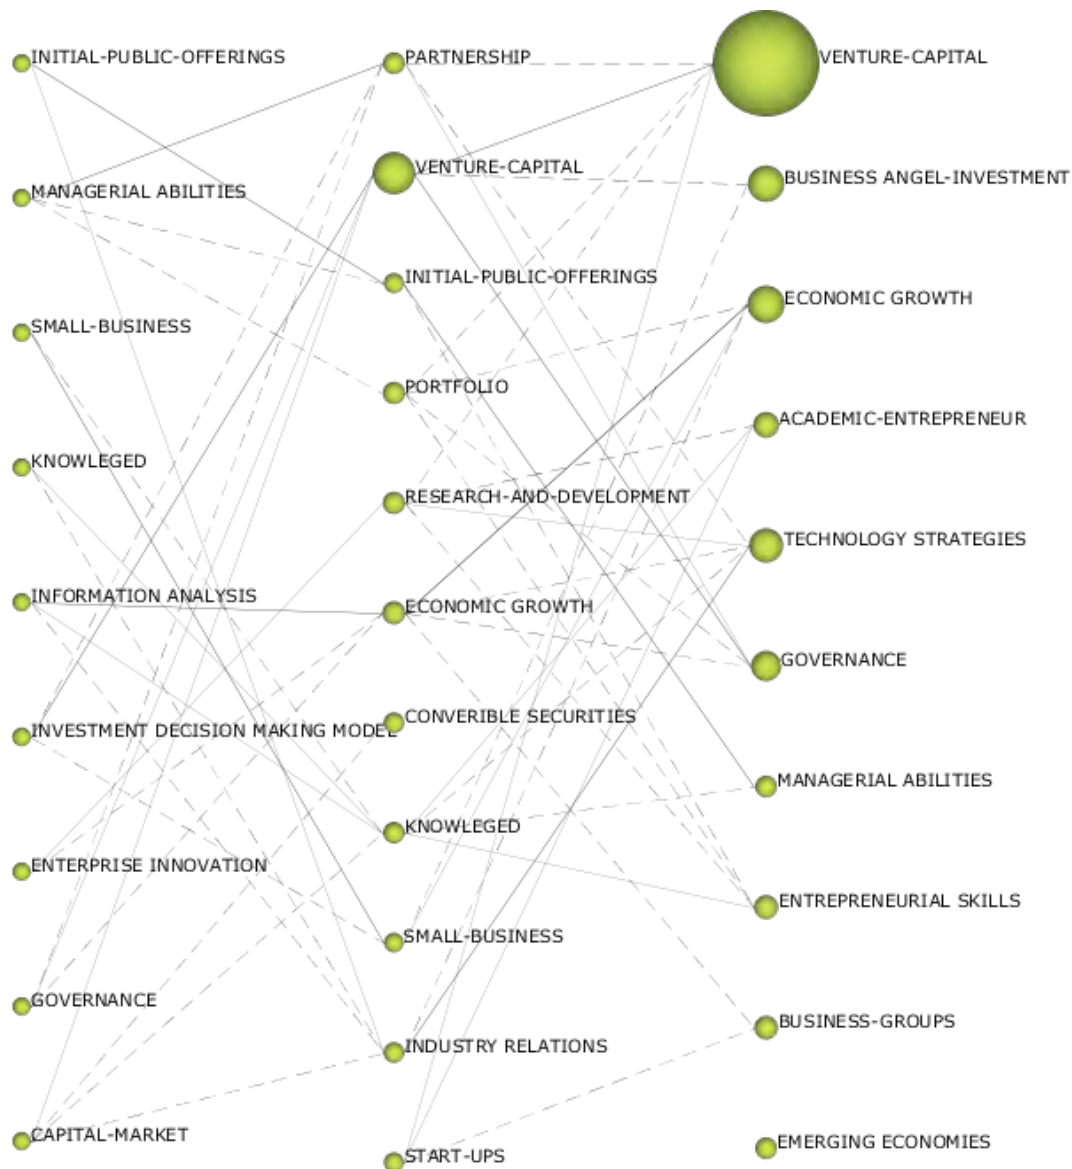 INITIAL-PUBLIC-OFFERINGS
MANAGERIAL ABILITIES
SMALL-BUSINESS
KNOWLEGED
INFORMATION ANALYSIS
INVESTMENT DECISION MAKING MODEL
ENTERPRISE INNOVATION
GOVERNANCE
CAPITAL-MARKET
PARTNERSHIP
VENTURE-CAPITAL
INITIAL-PUBLIC-OFFERINGS
PORTFOLIO
RESEARCH-AND-DEVELOPMENT
ECONOMIC GROWTH
CONVERIBLE SECURITIES
KNOWLEGED
SMALL-BUSINESS
INDUSTRY RELATIONS
START-UPS
VENTURE-CAPITAL
BUSINESS ANGEL-INVESTMENT
ECONOMIC GROWTH
ACADEMIC-ENTREPRENEUR
TECHNOLOGY STRATEGIES
GOVERNANCE
MANAGERIAL ABILITIES
ENTREPRENEURIAL SKILLS
BUSINESS-GROUPS
EMERGING ECONOMIES